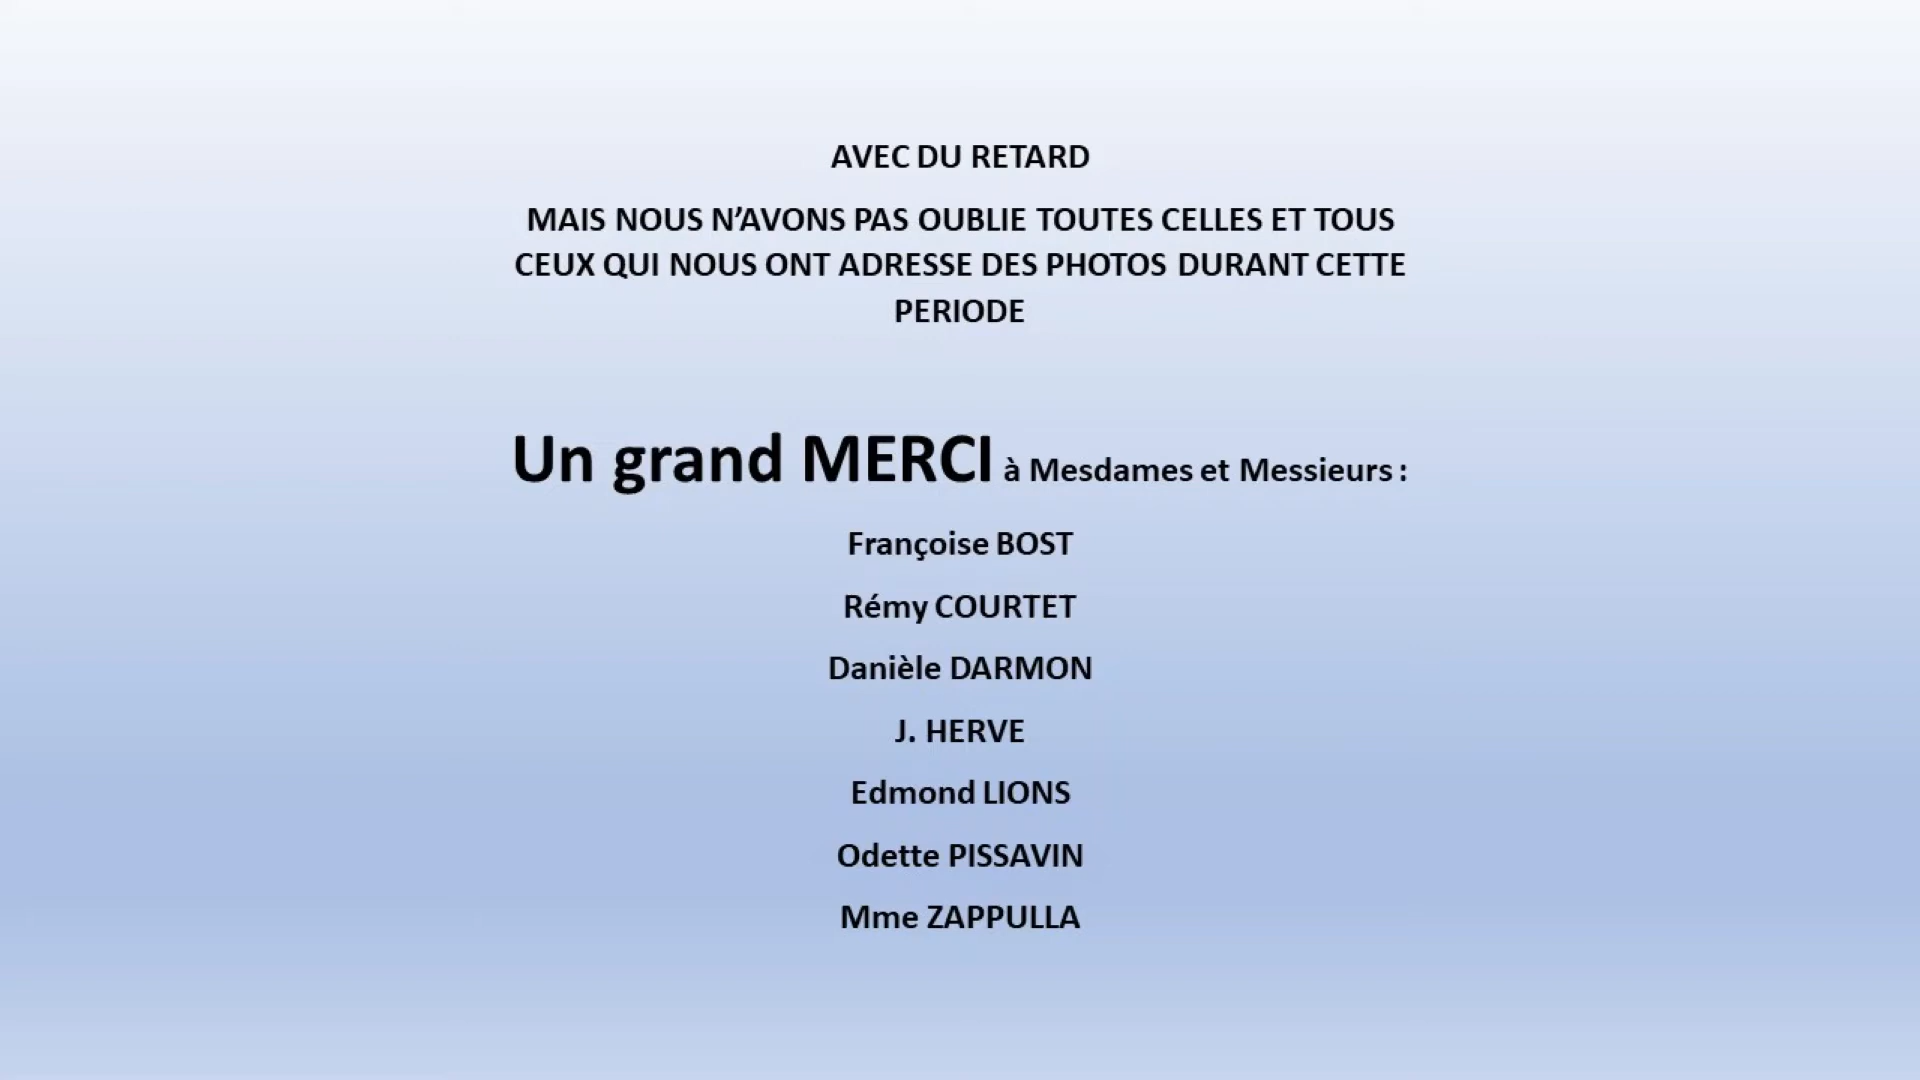 AVEC DU RETARD
MAIS NOUS N’AVONS PAS OUBLIE TOUTES CELLES ET TOUS
CEUX QUI NOUS ONT ADRESSE DES PHOTOS DURANT CETTE
PERIODE
Un grand MERCI à Mesdames et Messieurs :
Françoise BOST
Rémy COURTET
Danièle DARMON
J. HERVE
Edmond LIONS
Odette PISSAVIN
Mme ZAPPULLA